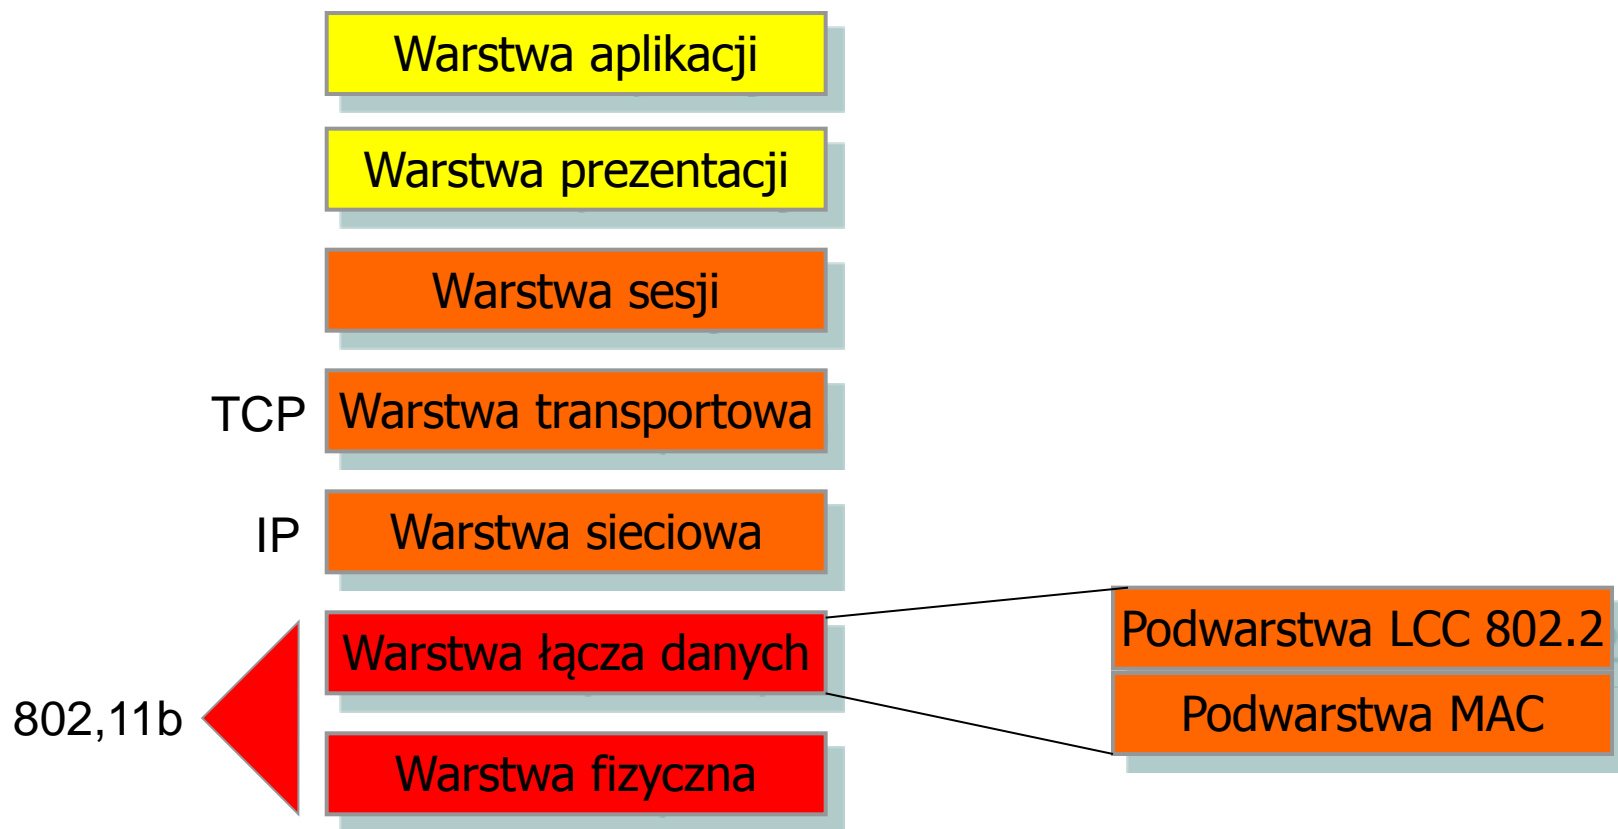 Warstwa aplikacji
Warstwa prezentacji
Warstwa sesji
TCP Warstwa transportowa
IP Warstwa sieciowa
Warstwa łącza danych
802,11b
Warstwa fizyczna
Podwarstwa LCC 802.2
Podwarstwa MAC